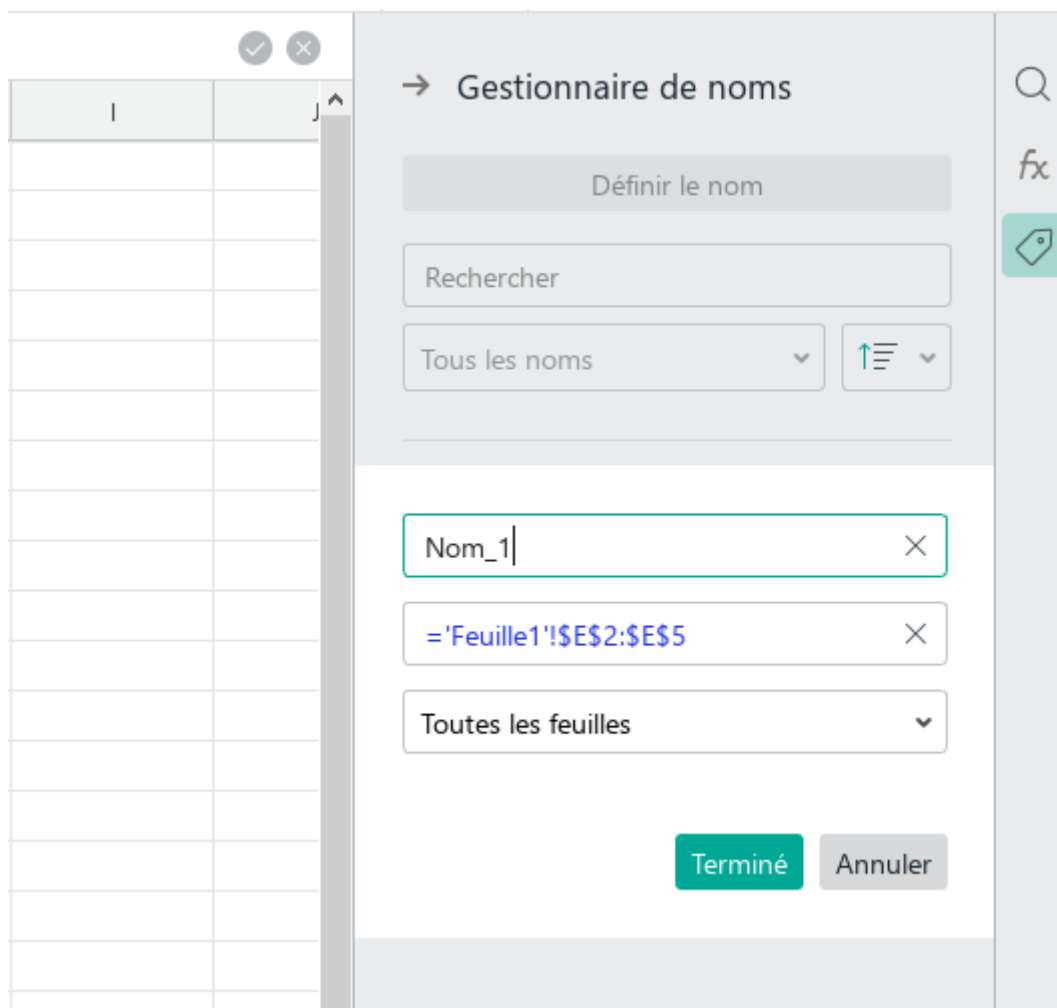 I
J
Gestionnaire de noms
Définir le nom
Rechercher
Tous les noms
fx
Nom_1
='Feuille1'!$E$2:$E$5
Toutes les feuilles
Terminé
Annuler